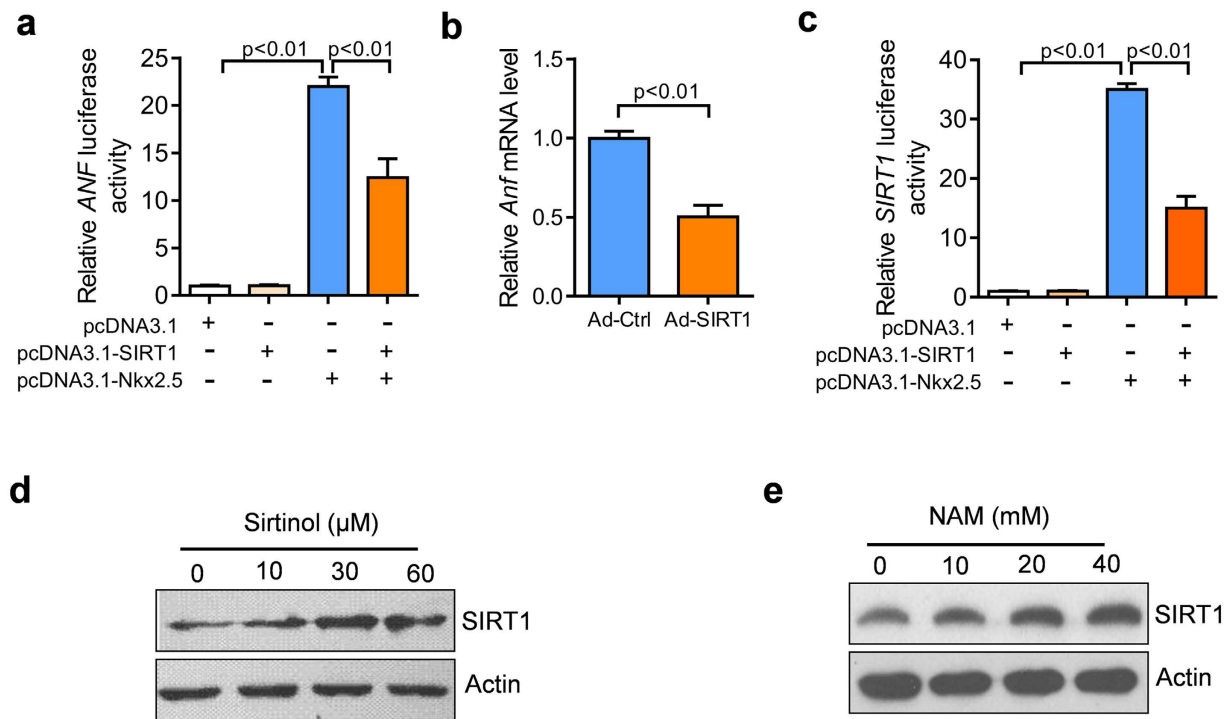 a
Relative ANF luciferase
activity
25
20
15
10
5
0
p<0.01
p<0.01
pcDNA3.1 + - - -
pcDNA3.1-SIRT1 - + - +
pcDNA3.1-Nkx2.5 - - + +
b
Relative Anf mRNA level
1.5
1.0
0.5
0.0
p<0.01
Ad-Ctrl Ad-SIRT1
c
Relative SIRT1 luciferase
activity
40
30
20
10
0
p<0.01
p<0.01
pcDNA3.1 + - - -
pcDNA3.1-SIRT1 - + - +
pcDNA3.1-Nkx2.5 - - + +
d
Sirtinol (µM)
0 10 30 60
SIRT1
Actin
e
NAM (mM)
0 10 20 40
SIRT1
Actin